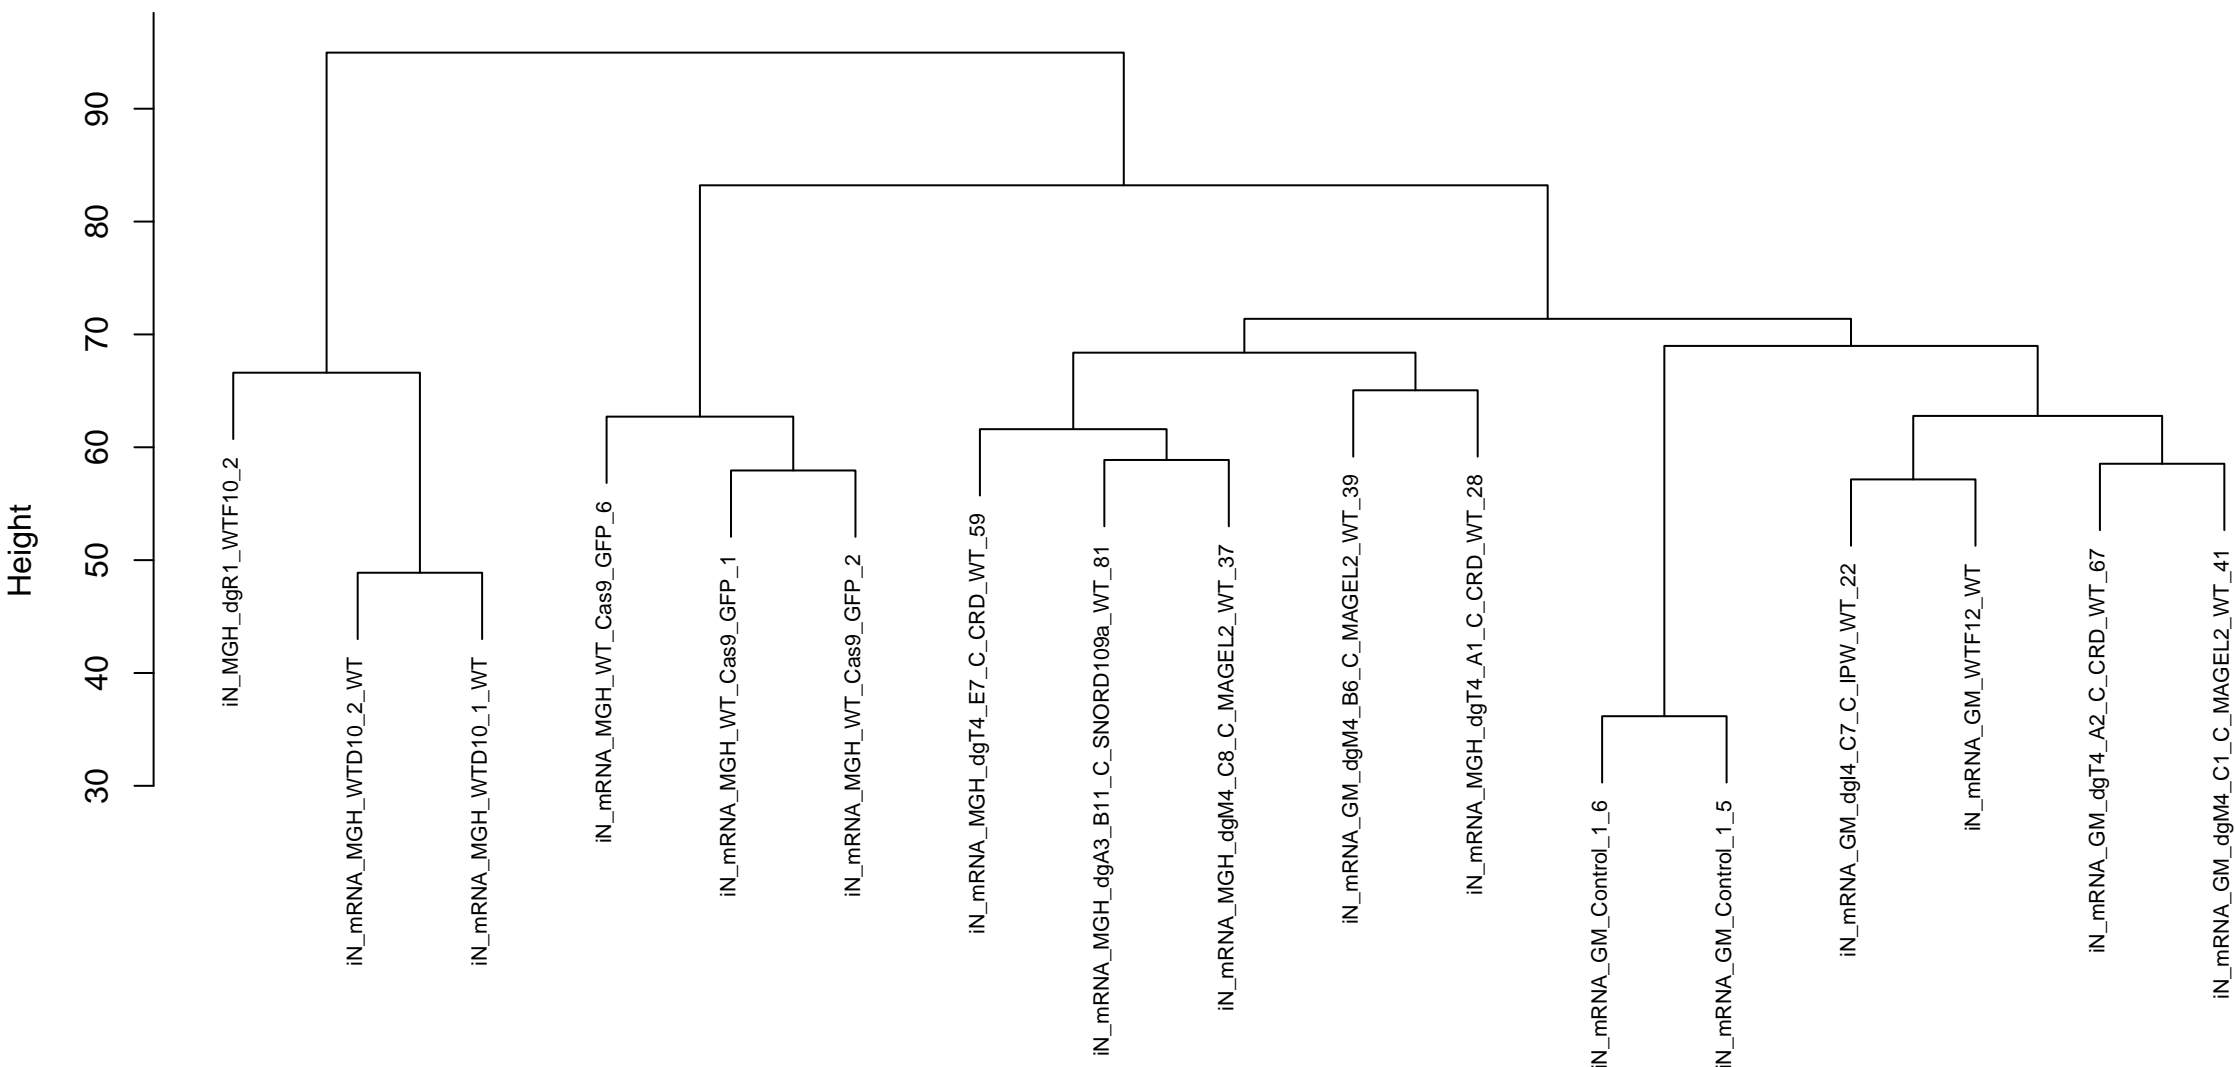 Height
90
80
70
60
50
40
30
iN_MGH_dgR1_WTF10_2
iN_mRNA_MGH_WTD10_2_WT
iN_mRNA_MGH_WTD10_1_WT
iN_mRNA_MGH_WT_Cas9_GFP_6
iN_mRNA_MGH_WT_Cas9_GFP_1
iN_mRNA_MGH_WT_Cas9_GFP_2
iN_mRNA_MGH_dgT4_E7_C_CRD_WT_59
iN_mRNA_MGH_dgA3_B11_C_SNORD109a_WT_81
iN_mRNA_MGH_dgM4_C8_C_MAGEL2_WT_37
iN_mRNA_GM_dgM4_B6_C_MAGEL2_WT_39
iN_mRNA_MGH_dgT4_A1_C_CRD_WT_28
iN_mRNA_GM_Control_1_6
iN_mRNA_GM_Control_1_5
iN_mRNA_GM_dgI4_C7_C_IPW_WT_22
iN_mRNA_GM_WTF12_WT
iN_mRNA_GM_dgT4_A2_C_CRD_WT_67
iN_mRNA_GM_dgM4_C1_C_MAGEL2_WT_41